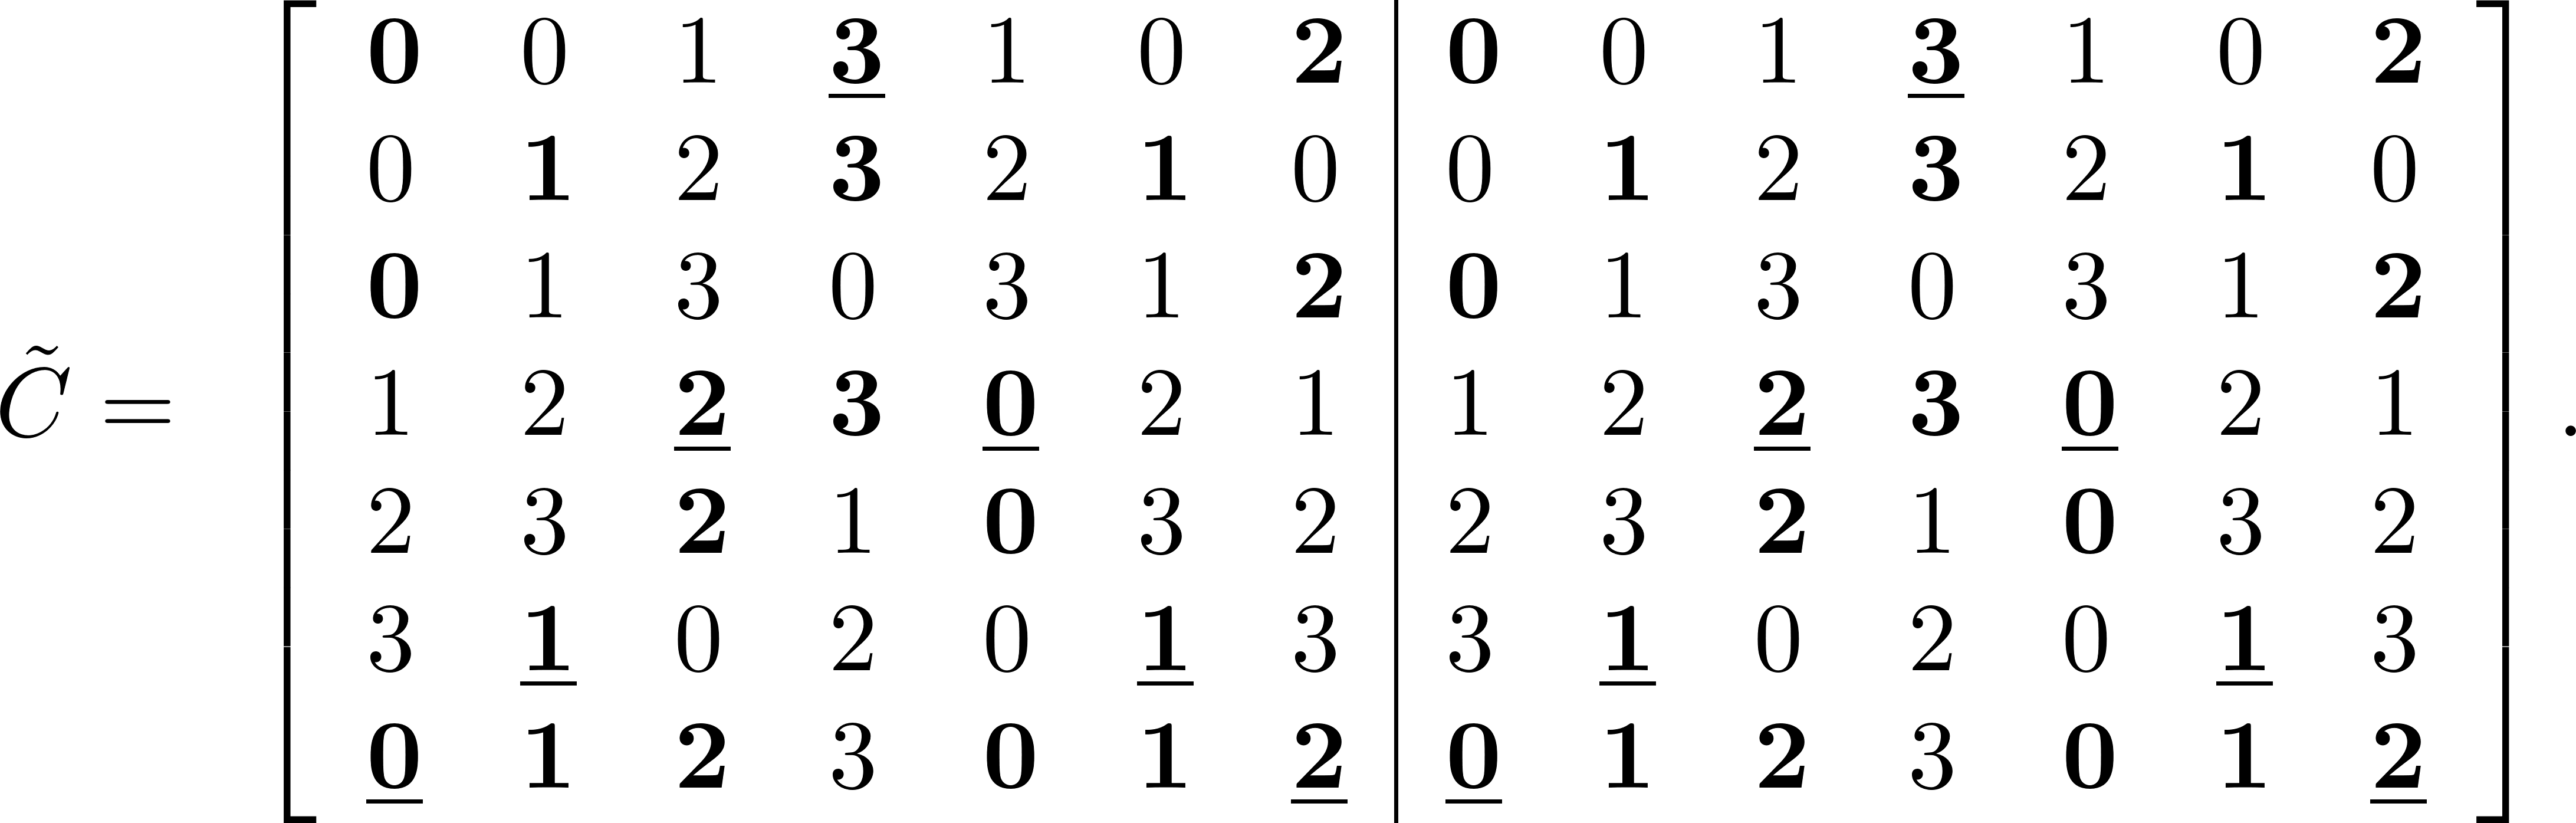 0 0 1 3 1 0 2 | 0 0 1 3 1 0 2
0 1 2 3 2 1 0 | 0 1 2 3 2 1 0
0 1 3 0 3 1 2 | 0 1 3 0 3 1 2
C̃ = 1 2 2 3 0 2 1 | 1 2 2 3 0 2 1 .
2 3 2 1 0 3 2 | 2 3 2 1 0 3 2
3 1 0 2 0 1 3 | 3 1 0 2 0 1 3
0 1 2 3 0 1 2 | 0 1 2 3 0 1 2